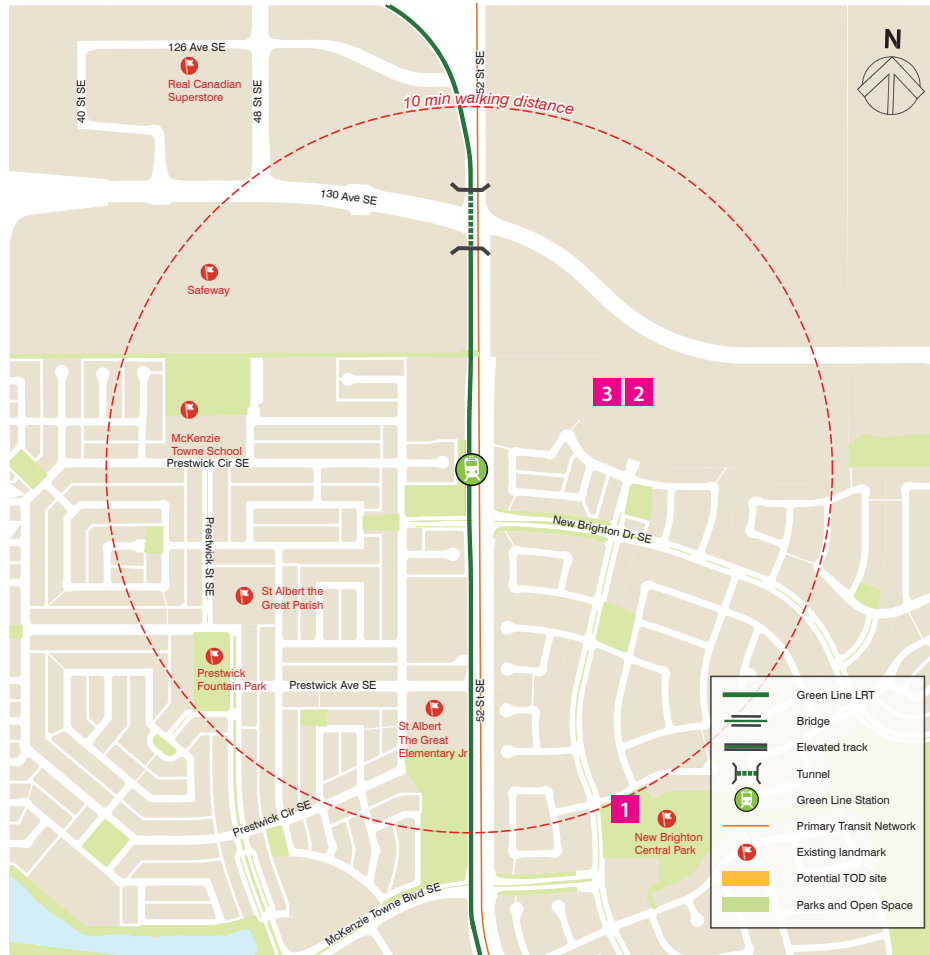 126 Ave SE
Real Canadian
Superstore
40 St SE
48 St SE
52 St SE
N
10 min walking distance
130 Ave SE
Safeway
3 2
McKenzie
Towne School
Prestwick Cir SE
New Brighton Dr SE
Prestwick St SE
St Albert the
Great Parish
Prestwick
Fountain Park
Prestwick Ave SE
52 St SE
St Albert
The Great
Elementary Jr
1
New Brighton
Central Park
Prestwick Cir SE
McKenzie Towne Blvd SE
Green Line LRT
Bridge
Elevated track
Tunnel
Green Line Station
Primary Transit Network
Existing landmark
Potential TOD site
Parks and Open Space